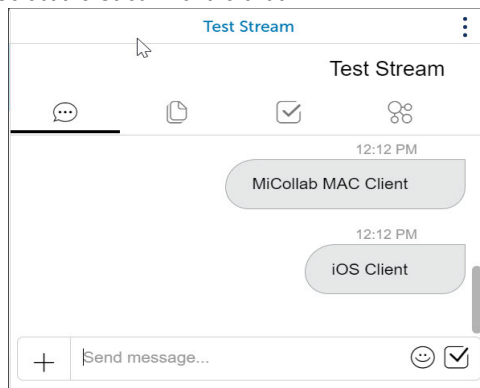 Test Stream
Test Stream
12:12 PM
MiCollab MAC Client
12:12 PM
iOS Client
Send message...